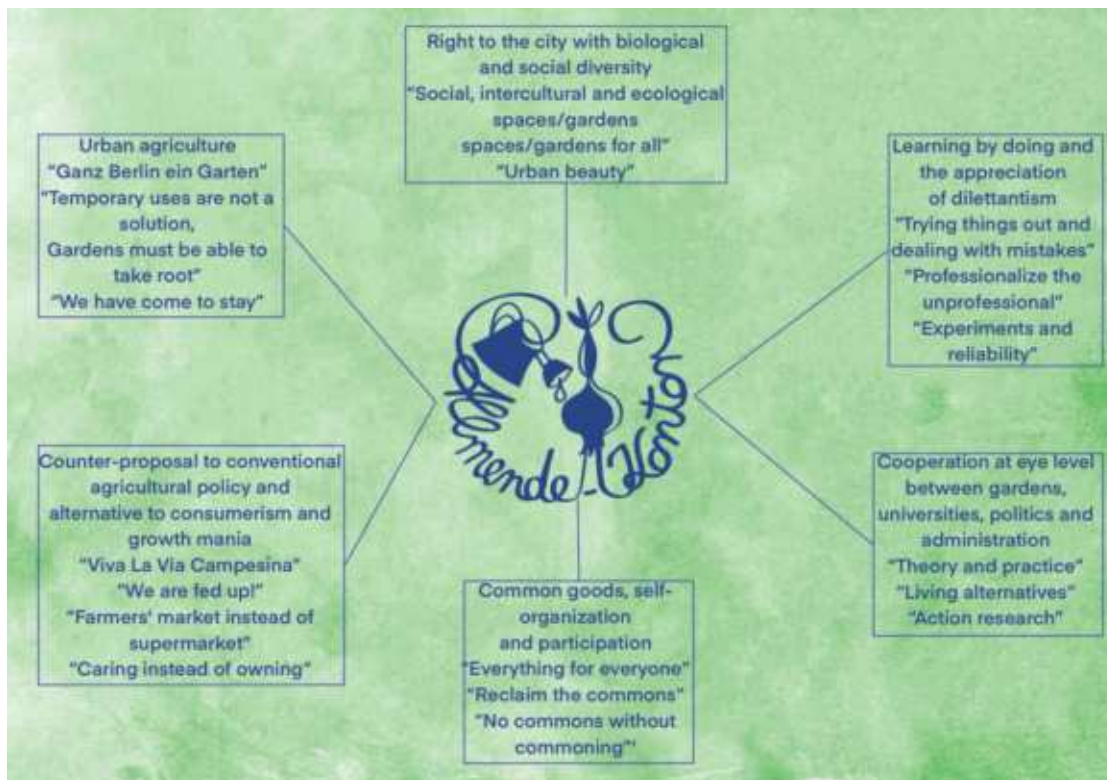 Right to the city with biological
and social diversity
"Social, intercultural and ecological
spaces/gardens
spaces/gardens for all"
"Urban beauty"
Urban agriculture
"Ganz Berlin ein Garten"
"Temporary uses are not a
solution,
Gardens must be able to
take root"
"We have come to stay"
Learning by doing and
the appreciation
of dilettantism
"Trying things out and
dealing with mistakes"
"Professionalize the
unprofessional"
"Experiments and
reliability"
Allmende-Kontor
Counter-proposal to conventional
agricultural policy and
alternative to consumerism and
growth mania
"Viva La Via Campesina"
"We are fed up!"
"Farmers' market instead of
supermarket"
"Caring instead of owning"
Common goods, self-
organization
and participation
"Everything for everyone"
"Reclaim the commons"
"No commons without
commoning"'
Cooperation at eye level
between gardens,
universities, politics and
administration
"Theory and practice"
"Living alternatives"
"Action research"